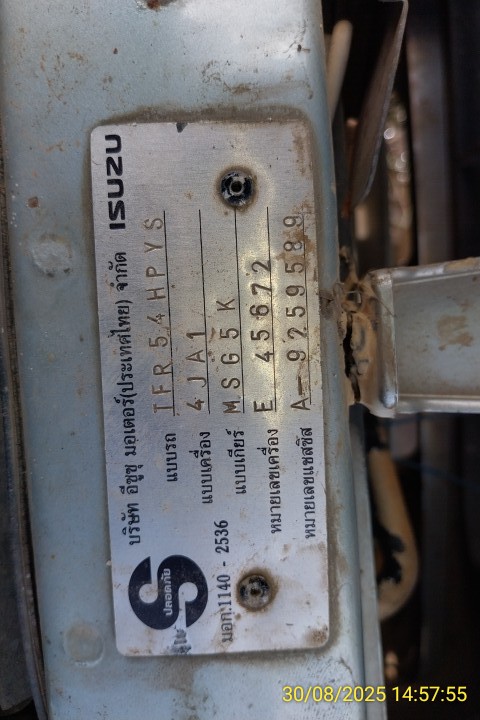 บริษัท อีซูซุ มอเตอร์(ประเทศไทย) จำกัด ISUZU
แบบรถ TFR54HPYS
แบบเครื่อง 4JA1
แบบเกียร์ MSG5K
หมายเลขเครื่อง E 45672
หมายเลขแชสซีส A-9259589
ปลอดภัย
มอก.1140 - 2536
30/08/2025 14:57:55